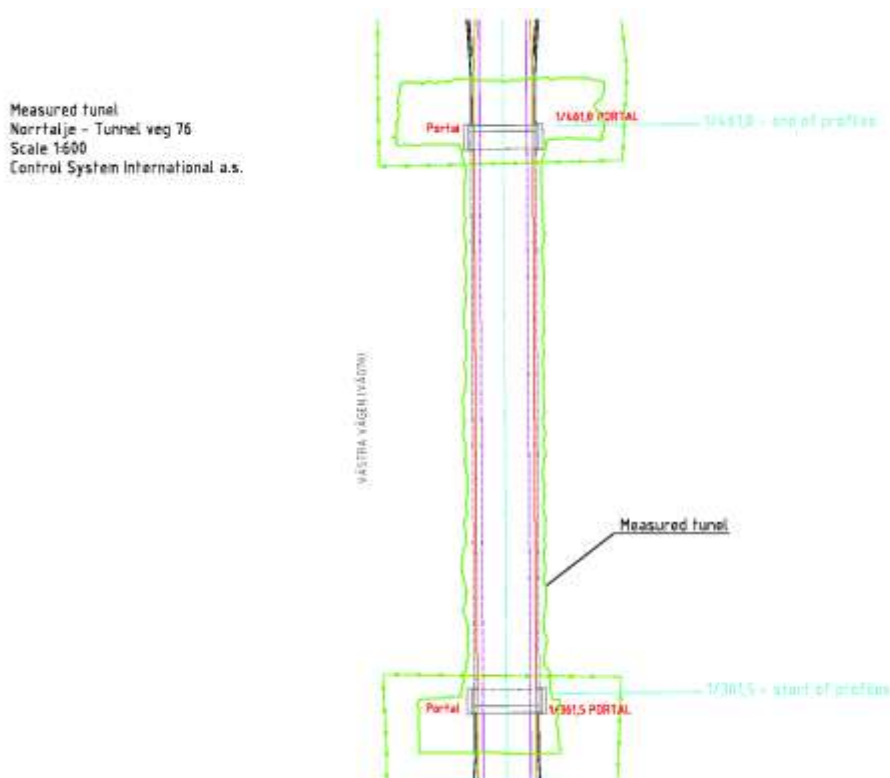 Measured tunel
Norrtalje - Tunnel veg 76
Scale 1:600
Control System International a.s.
Portal
1/461,0 PORTAL
1/461,0 - end of profiles
VÄSTRA VÄGEN (VÄG76)
Measured tunel
1/361,5 - start of profiles
Portal
1/361,5 PORTAL